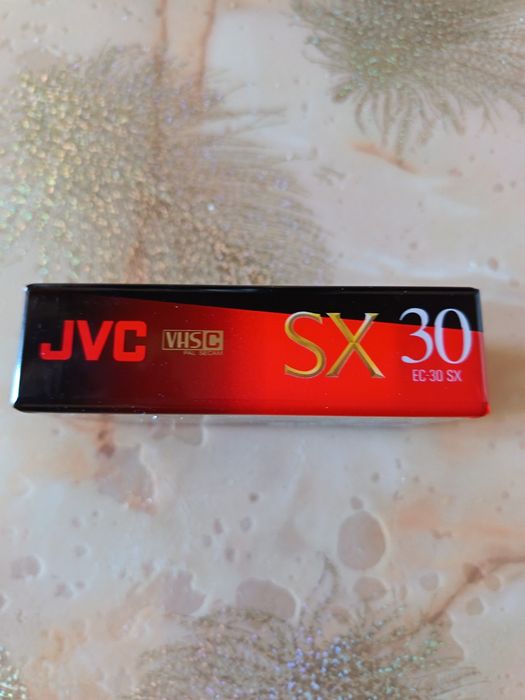 JVC
VHS C
PAL SECAM
SX
30
EC-30 SX